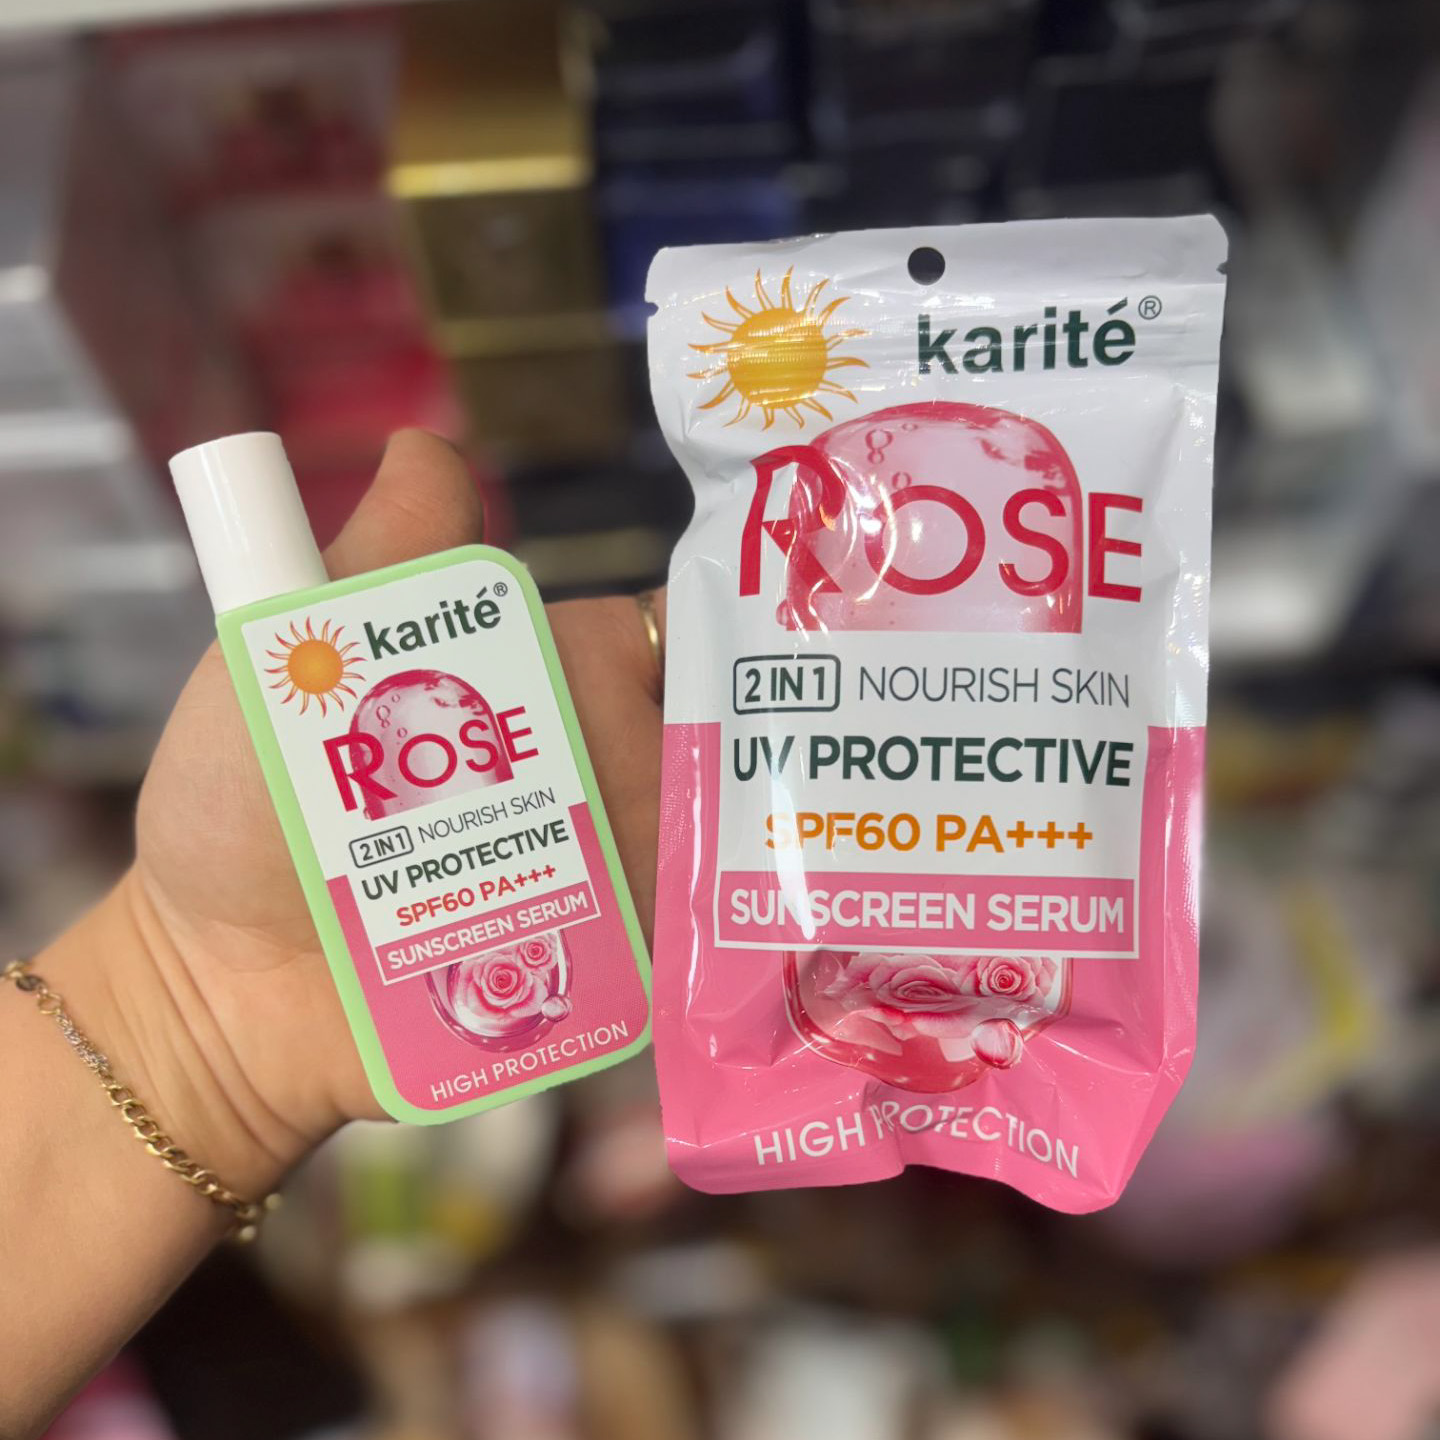 karité®
ROSE
2 IN 1 NOURISH SKIN
UV PROTECTIVE
SPF60 PA+++
SUNSCREEN SERUM
HIGH PROTECTION
karité®
ROSE
2 IN 1 NOURISH SKIN
UV PROTECTIVE
SPF60 PA+++
SUNSCREEN SERUM
HIGH PROTECTION